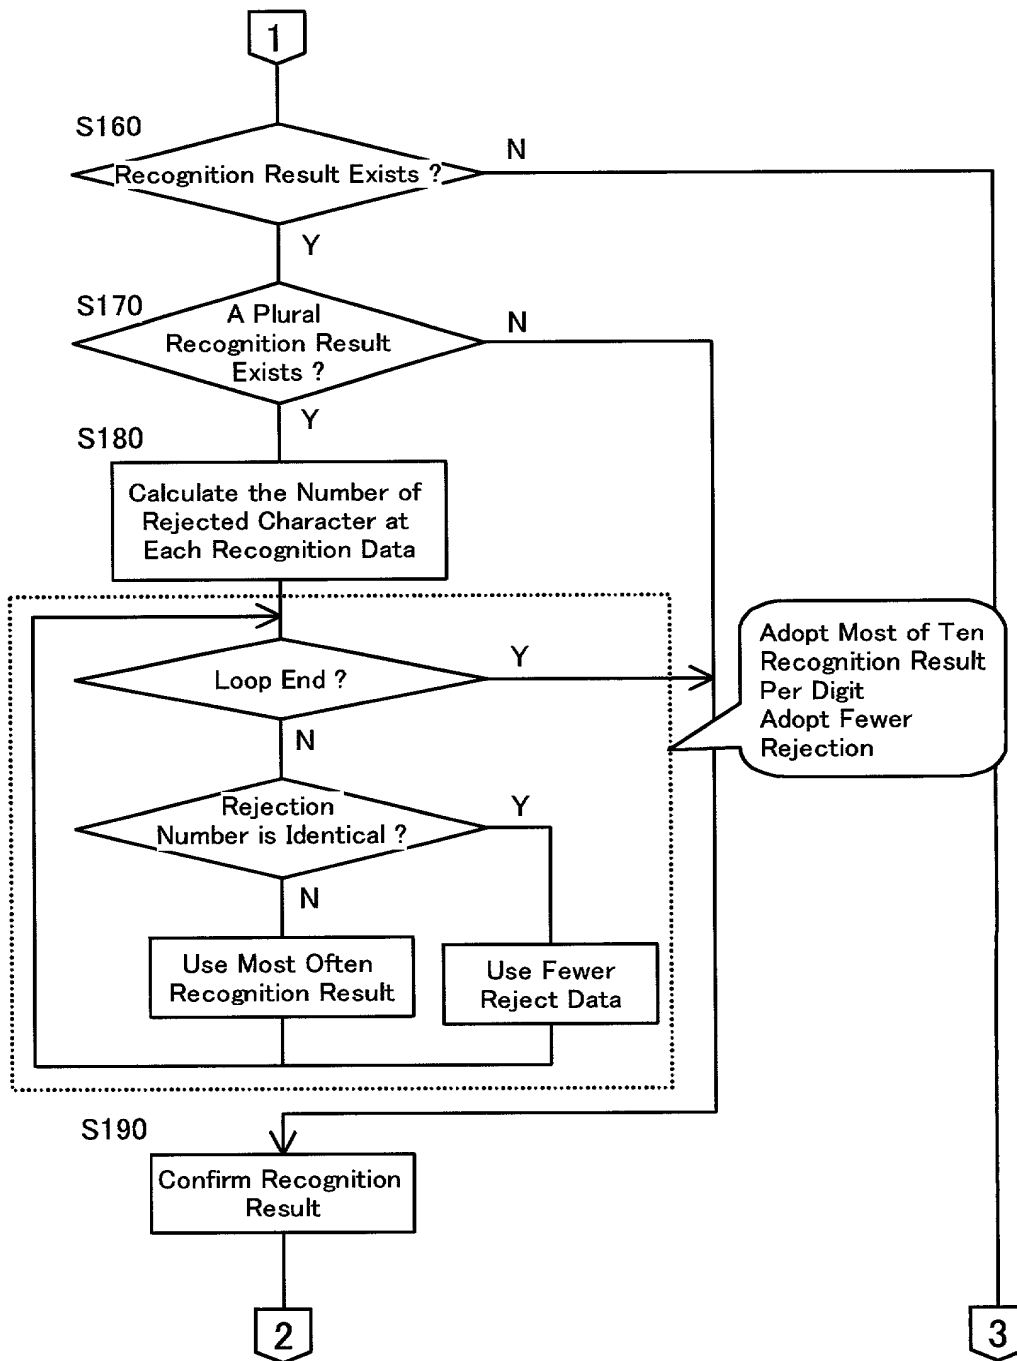 1
S160
Recognition Result Exists ?
N
Y
S170
A Plural
Recognition Result
Exists ?
N
Y
S180
Calculate the Number of
Rejected Character at
Each Recognition Data
Loop End ?
Y
N
Adopt Most of Ten
Recognition Result
Per Digit
Adopt Fewer
Rejection
Rejection
Number is Identical ?
Y
N
Use Most Often
Recognition Result
Use Fewer
Reject Data
S190
Confirm Recognition
Result
2
3